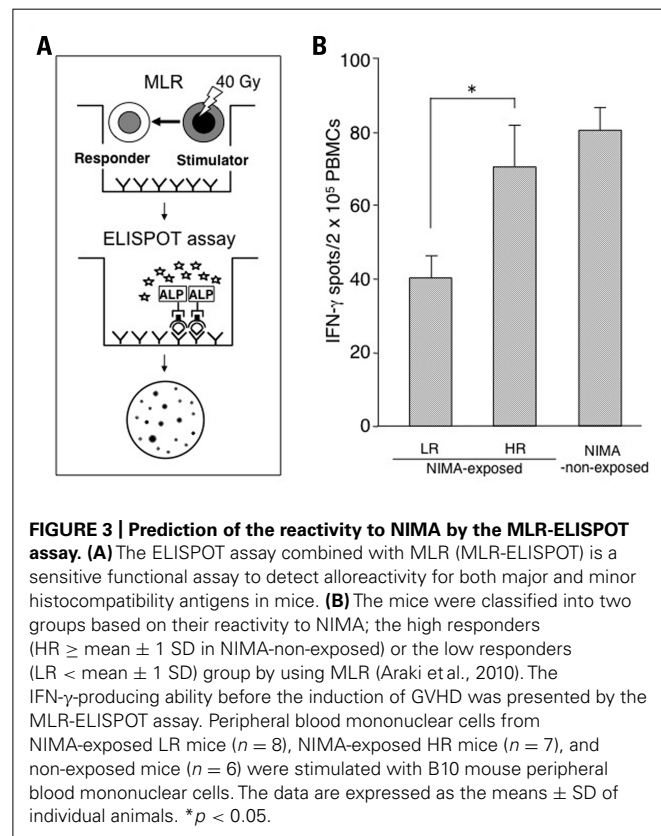 A
MLR
40 Gy
Responder
Stimulator
YYYYYY
ELISPOT assay
ALP ALP
B
100
80
60
40
20
0
IFN-γ spots/2 x 10⁵ PBMCs
*
LR
HR
NIMA-exposed
NIMA
-non-exposed
FIGURE 3 | Prediction of the reactivity to NIMA by the MLR-ELISPOT
assay. (A) The ELISPOT assay combined with MLR (MLR-ELISPOT) is a
sensitive functional assay to detect alloreactivity for both major and minor
histocompatibility antigens in mice. (B) The mice were classified into two
groups based on their reactivity to NIMA; the high responders
(HR ≥ mean ± 1 SD in NIMA-non-exposed) or the low responders
(LR < mean ± 1 SD) group by using MLR (Araki et al., 2010). The
IFN-γ-producing ability before the induction of GVHD was presented by the
MLR-ELISPOT assay. Peripheral blood mononuclear cells from
NIMA-exposed LR mice (n = 8), NIMA-exposed HR mice (n = 7), and
non-exposed mice (n = 6) were stimulated with B10 mouse peripheral
blood mononuclear cells. The data are expressed as the means ± SD of
individual animals. *p < 0.05.